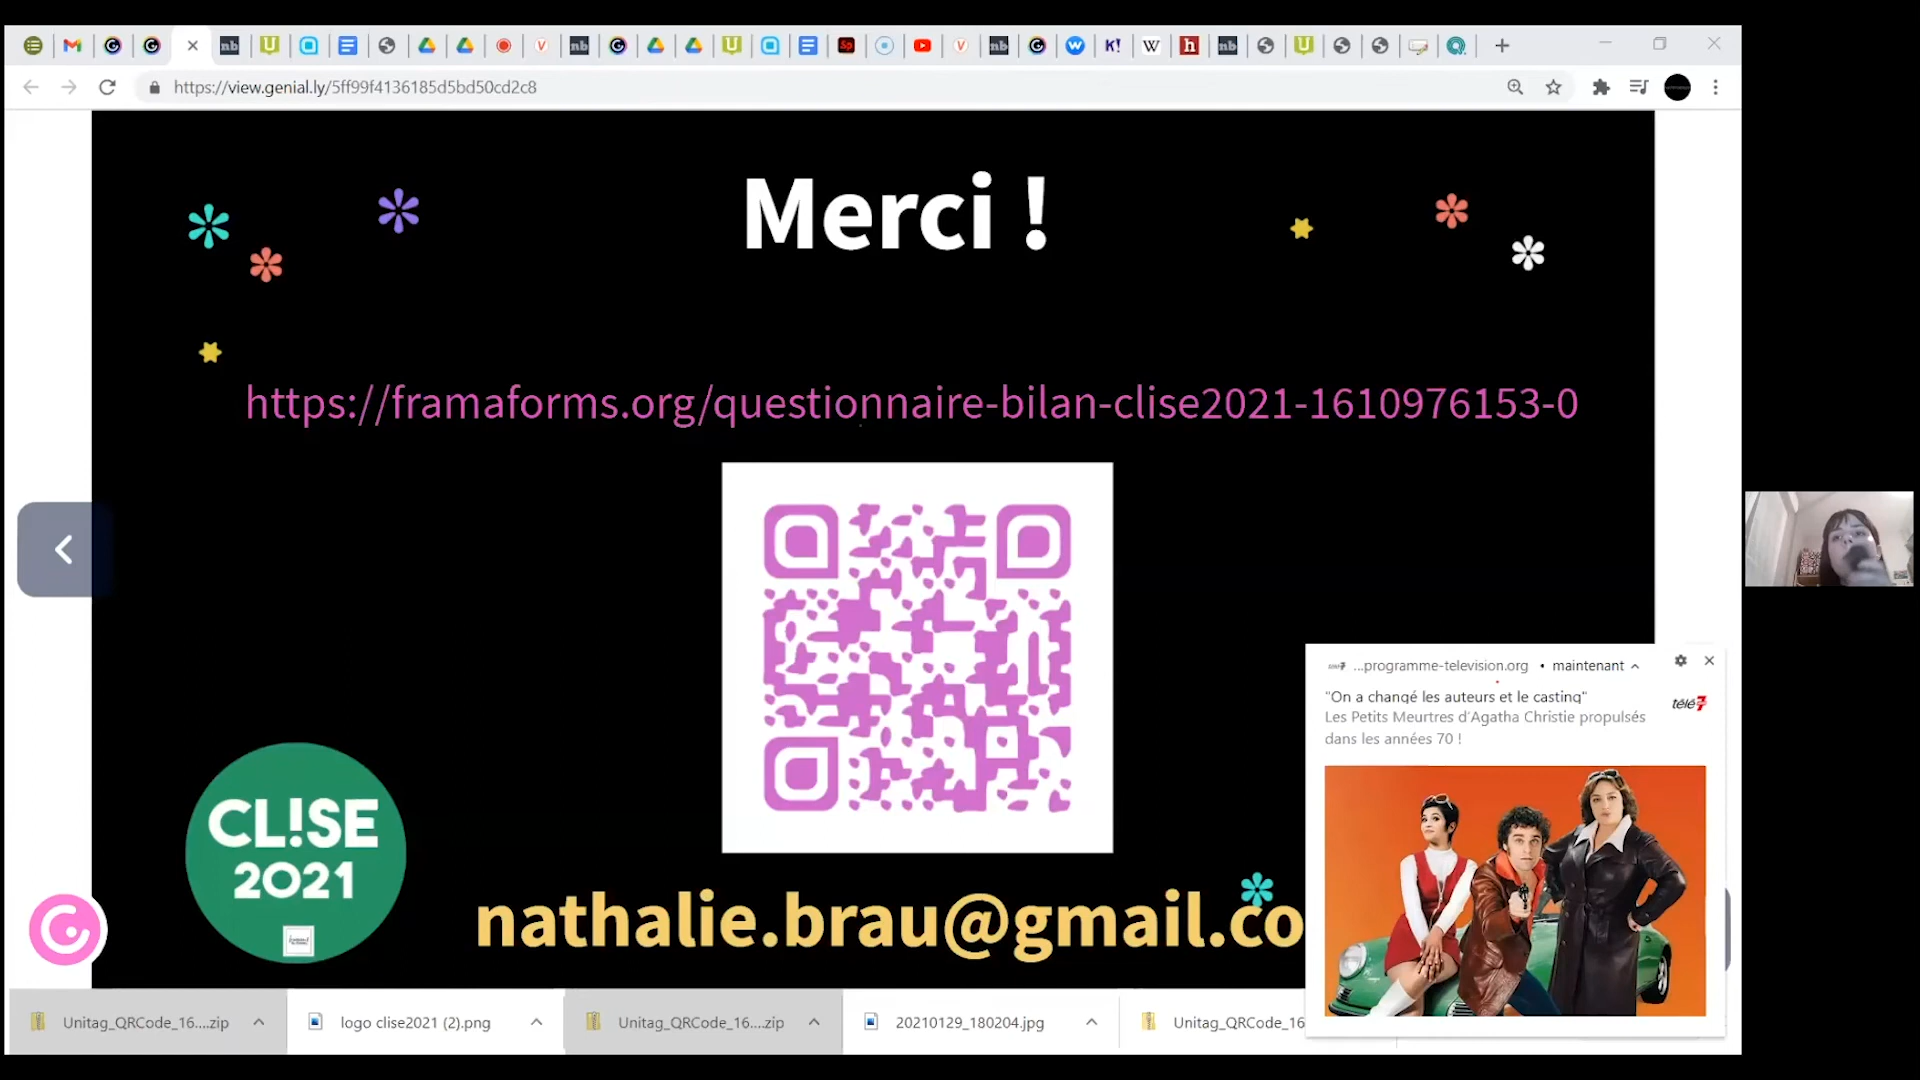 https://view.genial.ly/5ff99f4136185d5bd50cd2c8
Merci !
https://framaforms.org/questionnaire-bilan-clise2021-1610976153-0
CL!SE
2021
nathalie.brau@gmail.co
...programme-television.org • maintenant
"On a changé les auteurs et le casting"
Les Petits Meurtres d'Agatha Christie propulsés
dans les années 70 !
télé7
Unitag_QRCode_16....zip
logo clise2021 (2).png
Unitag_QRCode_16....zip
20210129_180204.jpg
Unitag_QRCode_16